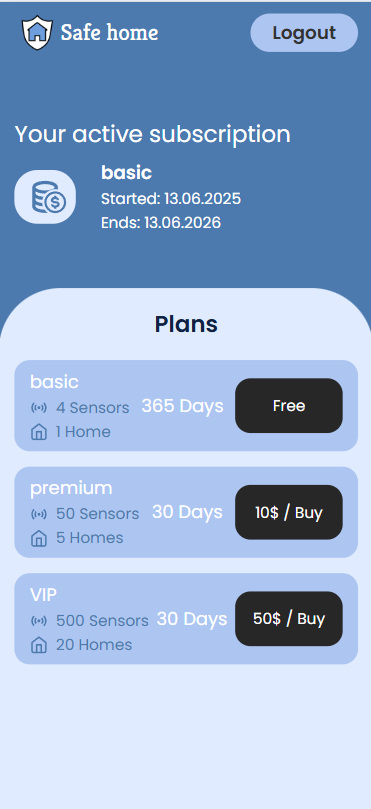 Safe home
Logout
Your active subscription
basic
Started: 13.06.2025
Ends: 13.06.2026
Plans
basic
4 Sensors
1 Home
365 Days
Free
premium
50 Sensors
5 Homes
30 Days
10$ / Buy
VIP
500 Sensors
20 Homes
30 Days
50$ / Buy